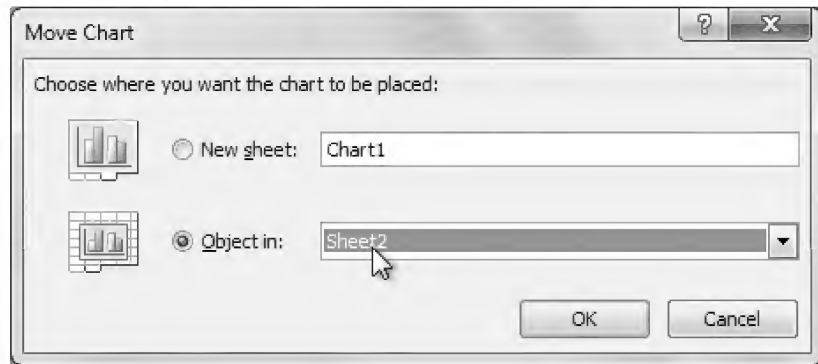 Move Chart
Choose where you want the chart to be placed:
New sheet: Chart1
Object in: Sheet2
OK Cancel